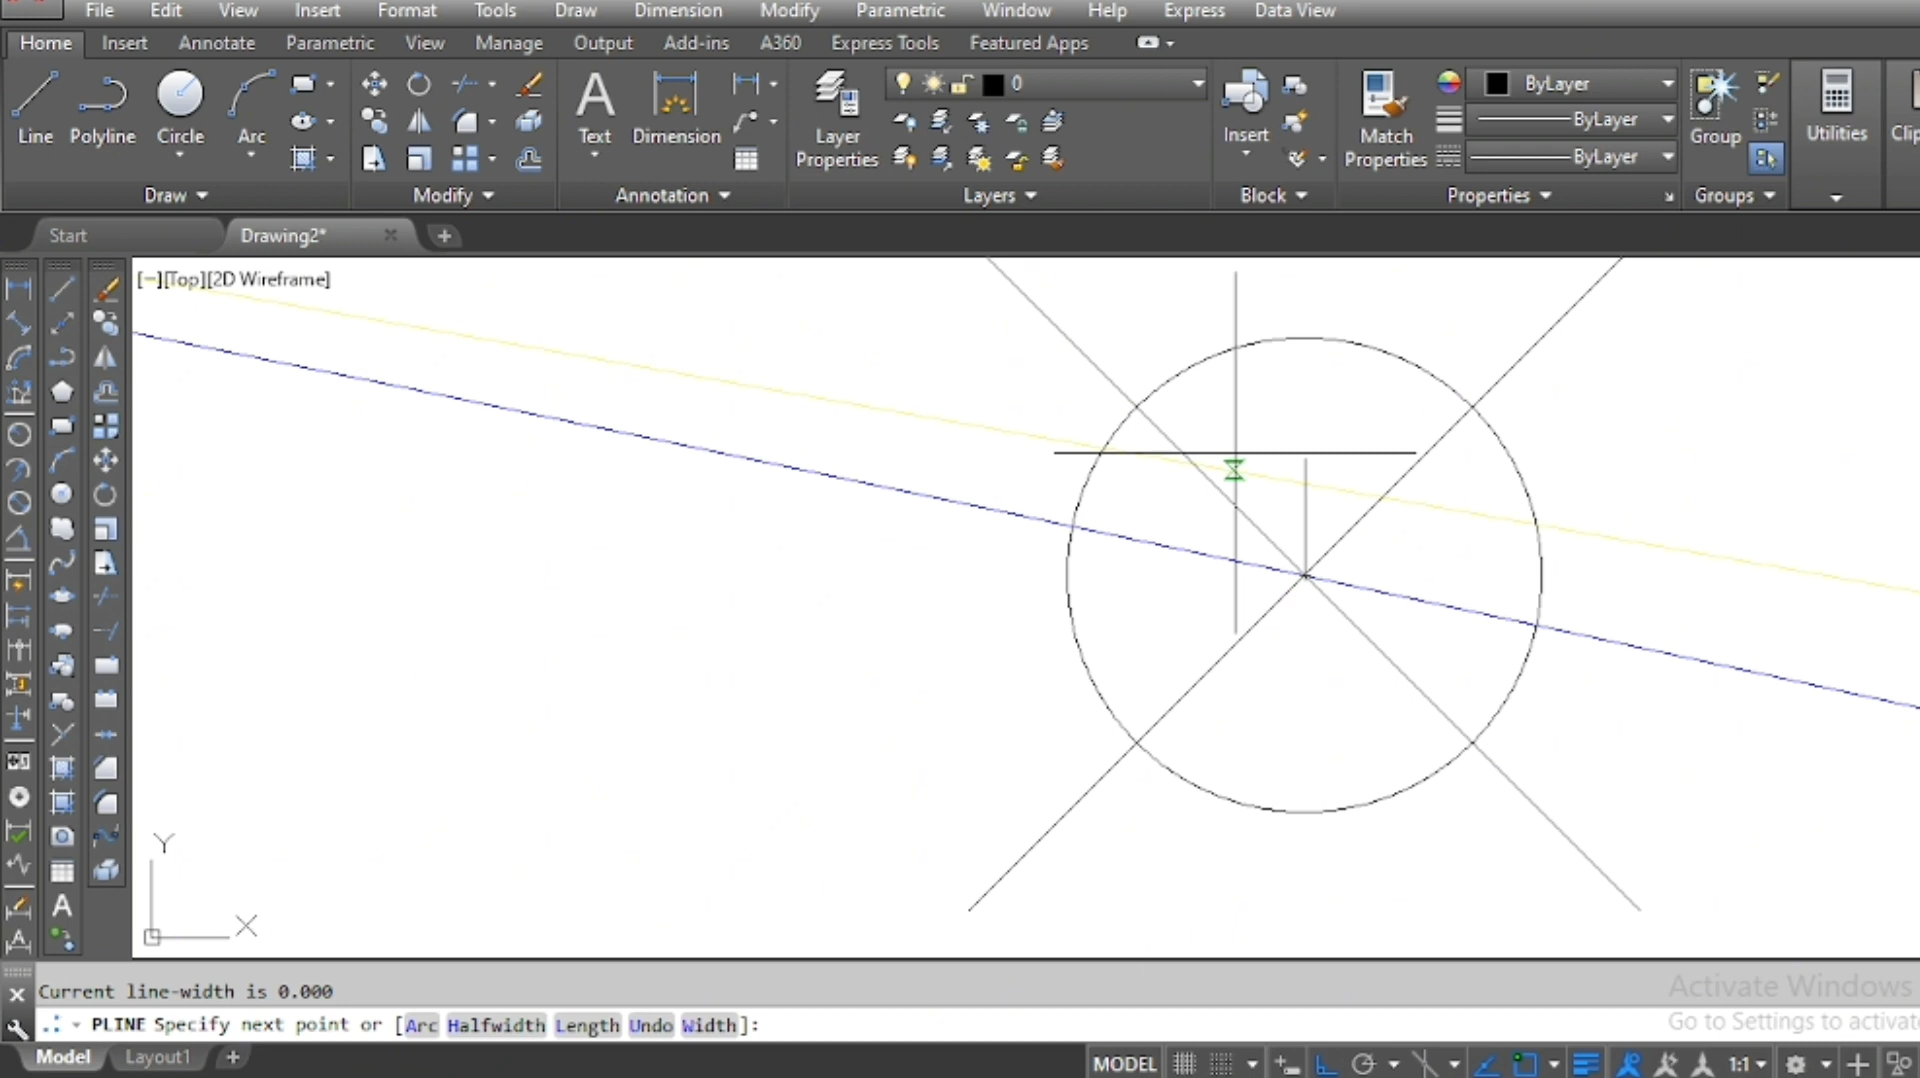 File Edit View Insert Format Tools Draw Dimension Modify Parametric Window Help Express Data View
Home Insert Annotate Parametric View Manage Output Add-ins A360 Express Tools Featured Apps
0
ByLayer
Line Polyline Circle Arc
Text Dimension
Layer Properties
Insert
Match Properties
ByLayer
ByLayer
Group
Utilities
Clip
Draw Modify Annotation Layers Block Properties Groups
Start Drawing2* +
[−][Top][2D Wireframe]
Y
X
A
A
Current line-width is 0.000
PLINE Specify next point or [Arc Halfwidth Length Undo Width]:
Activate Windows
Go to Settings to activate
Model Layout1 +
MODEL 1:1